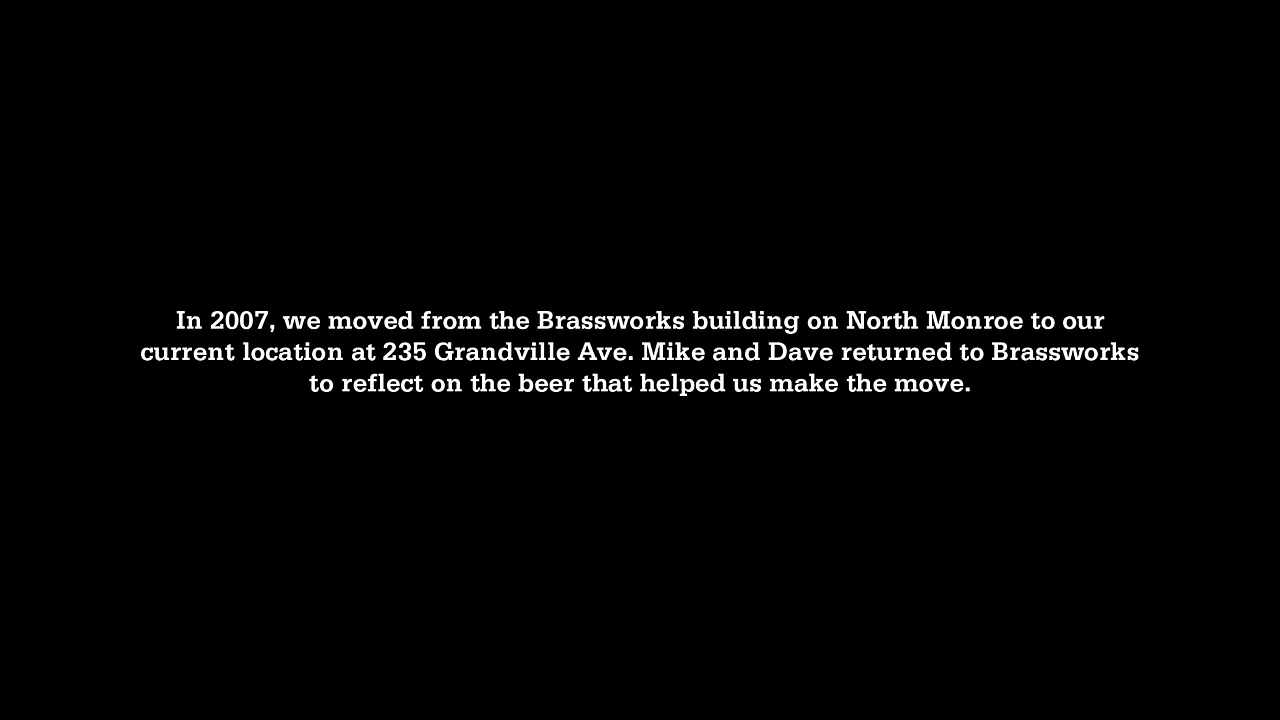 In 2007, we moved from the Brassworks building on North Monroe to our
current location at 235 Grandville Ave. Mike and Dave returned to Brassworks
to reflect on the beer that helped us make the move.